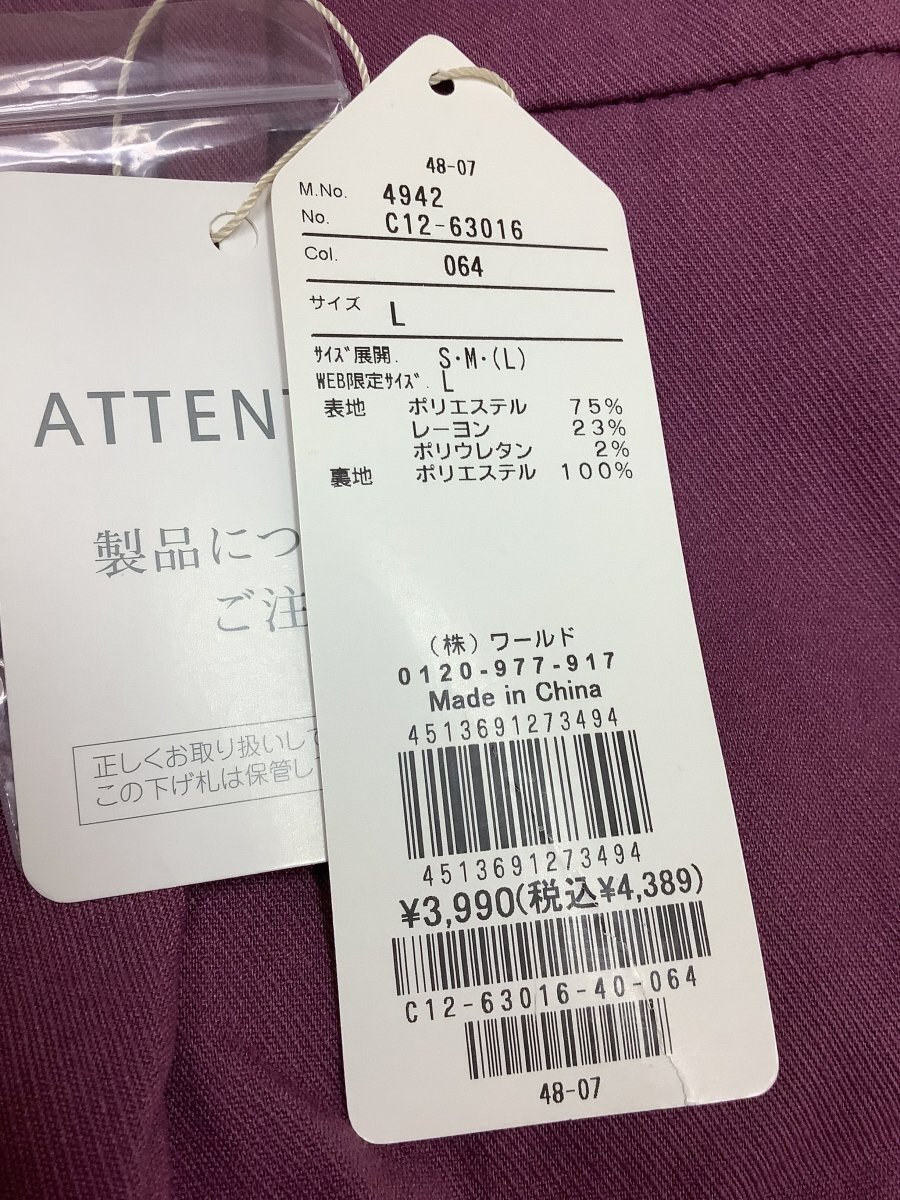 48-07
M.No. 4942
No. C12-63016
Col. 064
サイズ L
ｻｲｽﾞ展開. S・M・(L)
WEB限定ｻｲｽﾞ. L
表地 ポリエステル 75%
レーヨン 23%
ポリウレタン 2%
裏地 ポリエステル 100%
(株)ワールド
0120-977-917
Made in China
4513691273494
4513691273494
¥3,990(税込¥4,389)
C12-63016-40-064
48-07
ATTENT
製品につ
ご注
正しくお取り扱いして
この下げ札は保管し